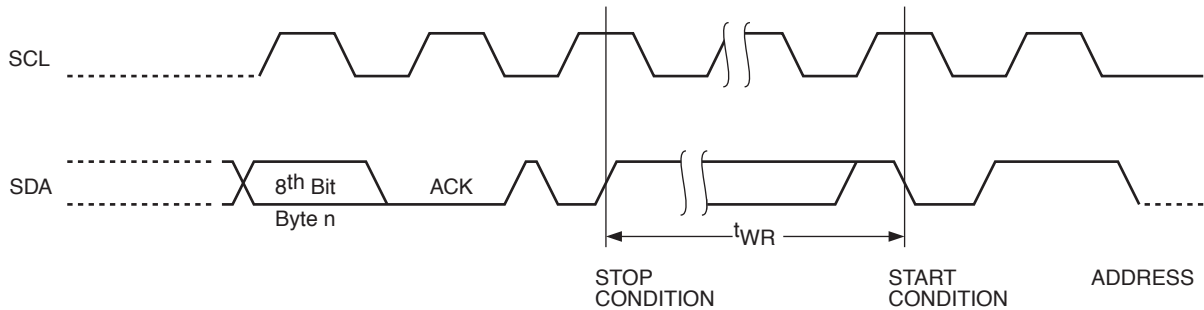 SCL
SDA
8th Bit
ACK
Byte n
tWR
STOP
CONDITION
START
CONDITION
ADDRESS